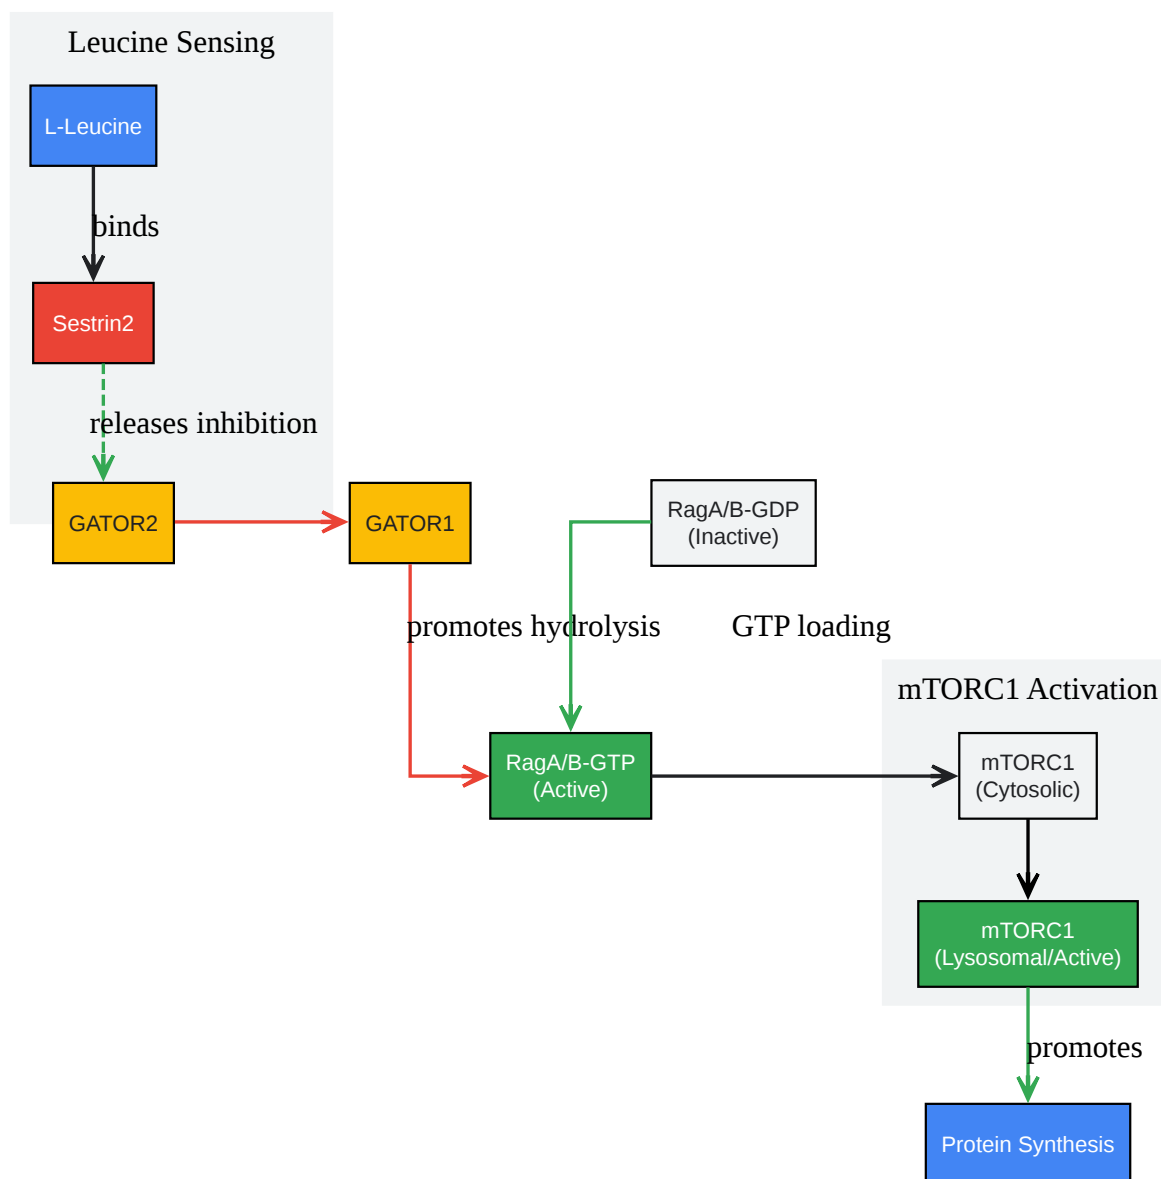 Leucine Sensing
L-Leucine
binds
Sestrin2
releases inhibition
GATOR2
GATOR1
RagA/B-GDP
(Inactive)
promotes hydrolysis
GTP loading
mTORC1 Activation
RagA/B-GTP
(Active)
mTORC1
(Cytosolic)
mTORC1
(Lysosomal/Active)
promotes
Protein Synthesis